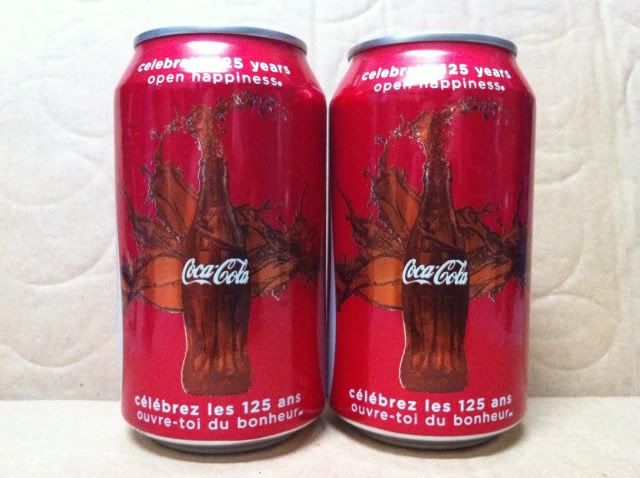 celebrate 125 years
open happiness.
Coca-Cola
célébrez les 125 ans
ouvre-toi du bonheur
celebrate 125 years
open happiness.
Coca-Cola
célébrez les 125 ans
ouvre-toi du bonheur